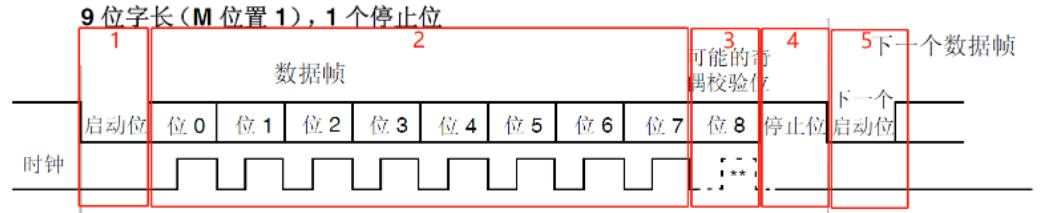 9 位字长（M 位置 1），1 个停止位
1 2 3 4 5
下一个数据帧
数据帧
可能的奇
偶校验位
下一个
启动位 位 0 位 1 位 2 位 3 位 4 位 5 位 6 位 7 位 8 停止位 启动位
时钟 **